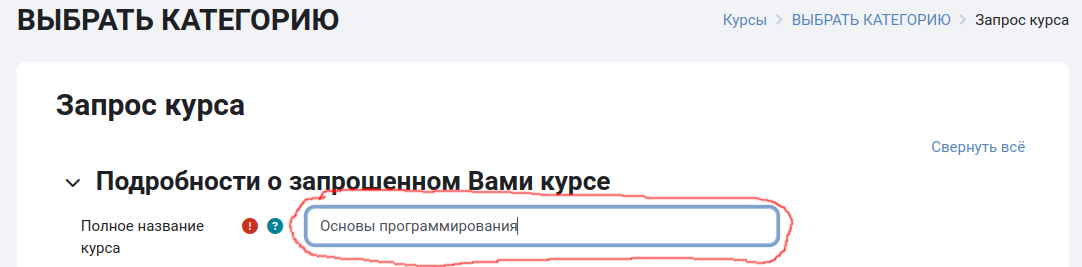 ВЫБРАТЬ КАТЕГОРИЮ
Курсы > ВЫБРАТЬ КАТЕГОРИЮ > Запрос курса
Запрос курса
Свернуть всё
Подробности о запрошенном Вами курсе
Полное название курса
! ?
Основы программирования